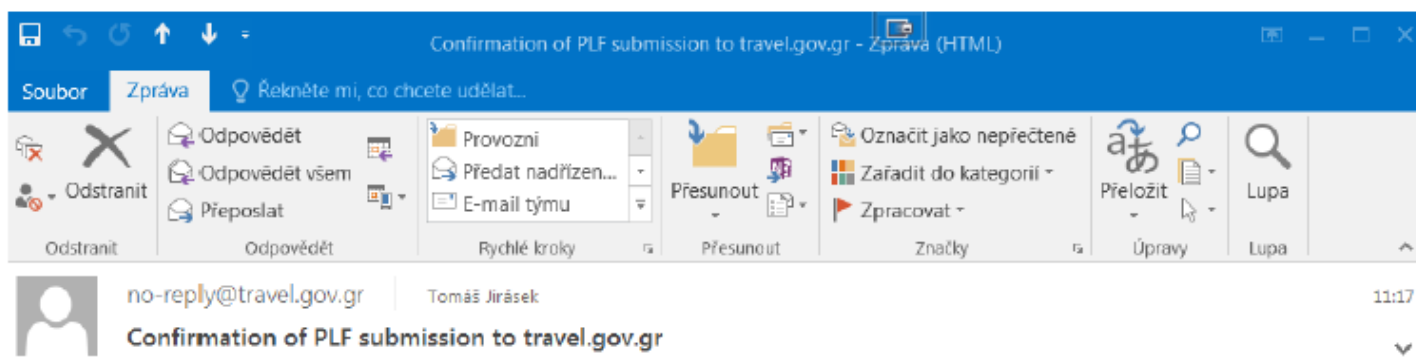 Confirmation of PLF submission to travel.gov.gr - Zpráva (HTML)
Soubor Zpráva Řekněte mi, co chcete udělat...
Odstranit
Odpovědět
Odpovědět všem
Přeposlat
Provozní
Předat nadřízen...
E-mail týmu
Přesunout
Označit jako nepřečtené
Zařadit do kategorií
Zpracovat
Přeložit
Lupa
Odstranit Odpovědět Rychlé kroky Přesunout Značky Úpravy Lupa
no-reply@travel.gov.gr Tomáš Jirásek 11:17
Confirmation of PLF submission to travel.gov.gr